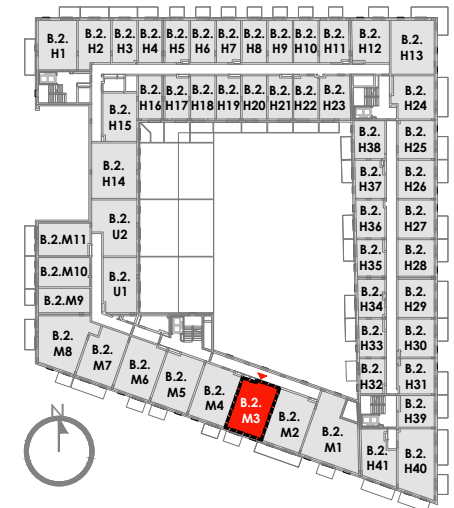 B.2. H1
B.2. H2
B.2. H3
B.2. H4
B.2. H5
B.2. H6
B.2. H7
B.2. H8
B.2. H9
B.2. H10
B.2. H11
B.2. H12
B.2. H13
B.2. H16
B.2. H17
B.2. H18
B.2. H19
B.2. H20
B.2. H21
B.2. H22
B.2. H23
B.2. H24
B.2. H15
B.2. H38
B.2. H25
B.2. H14
B.2. H37
B.2. H26
B.2. U2
B.2. H36
B.2. H27
B.2.M11
B.2. H35
B.2. H28
B.2.M10
B.2. U1
B.2. H34
B.2. H29
B.2.M9
B.2. H33
B.2. H30
B.2. M8
B.2. M7
B.2. M6
B.2. M5
B.2. M4
B.2. M3
B.2. M2
B.2. M1
B.2. H32
B.2. H31
B.2. H39
B.2. H41
B.2. H40
N